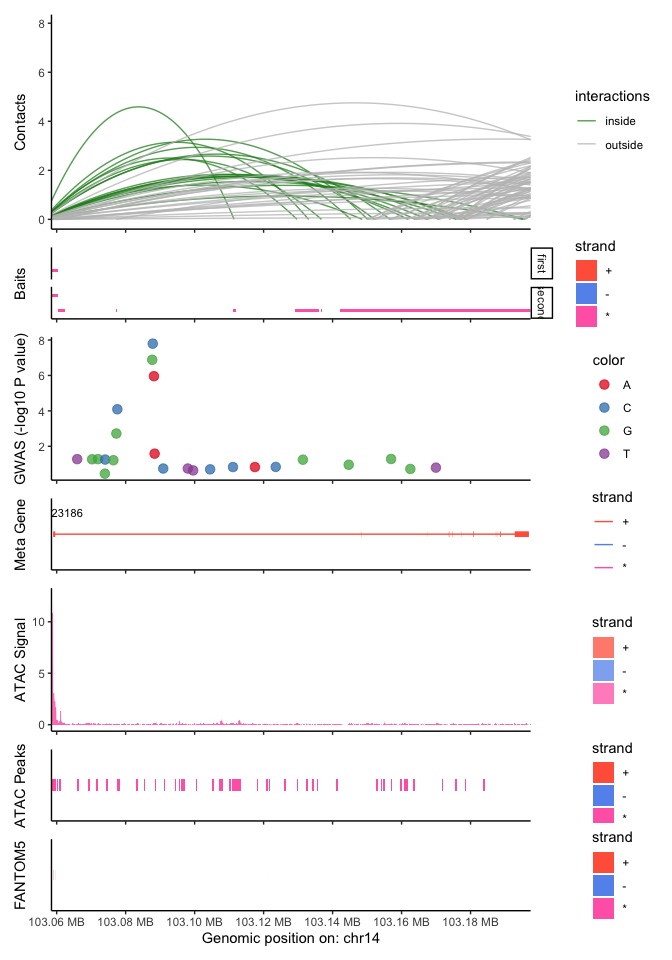 8
6
4
2
0
Contacts
interactions
inside
outside
Baits
first
strand
+
-
*
8
6
4
2
GWAS (-log10 P value)
color
A
C
G
T
23186
Meta Gene
strand
+
-
*
10
5
0
ATAC Signal
strand
+
-
*
ATAC Peaks
strand
+
-
*
FANTOM5
strand
+
-
*
103.06 MB 103.08 MB 103.10 MB 103.12 MB 103.14 MB 103.16 MB 103.18 MB
Genomic position on: chr14